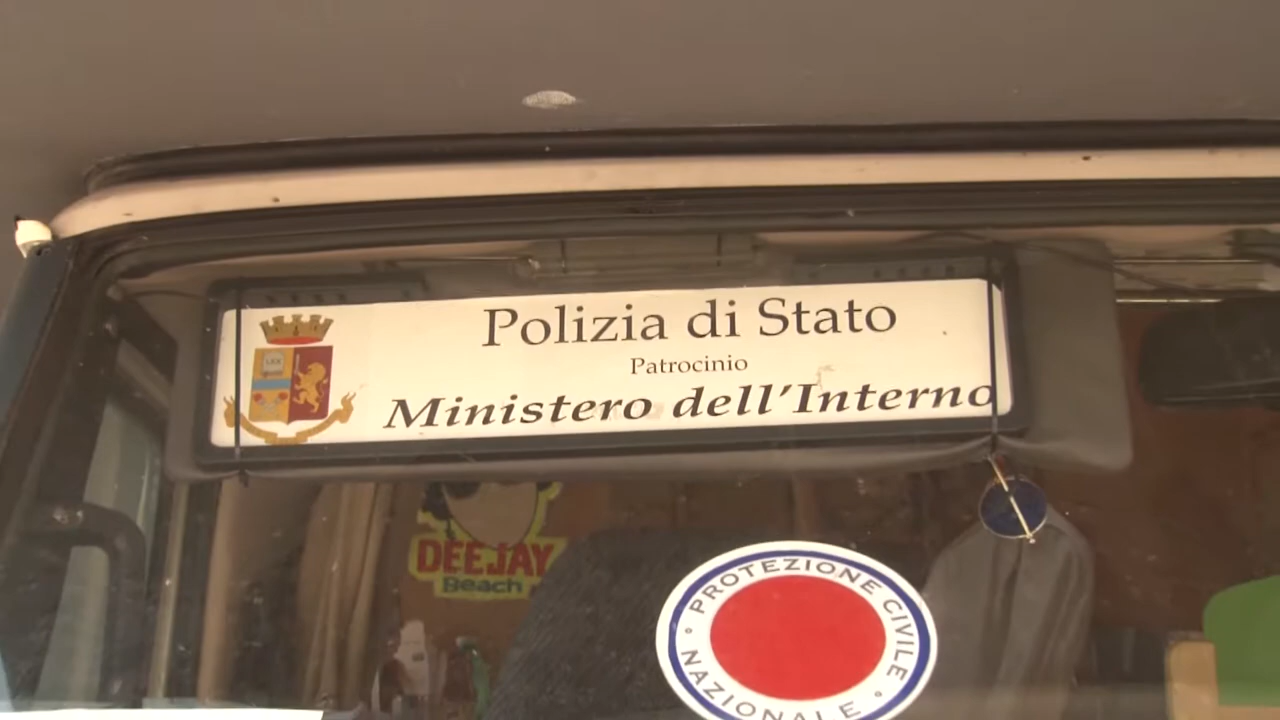 Polizia di Stato
Patrocinio
Ministero dell'Interno
DEEJAY
Beach
PROTEZIONE CIVILE
NAZIONALE